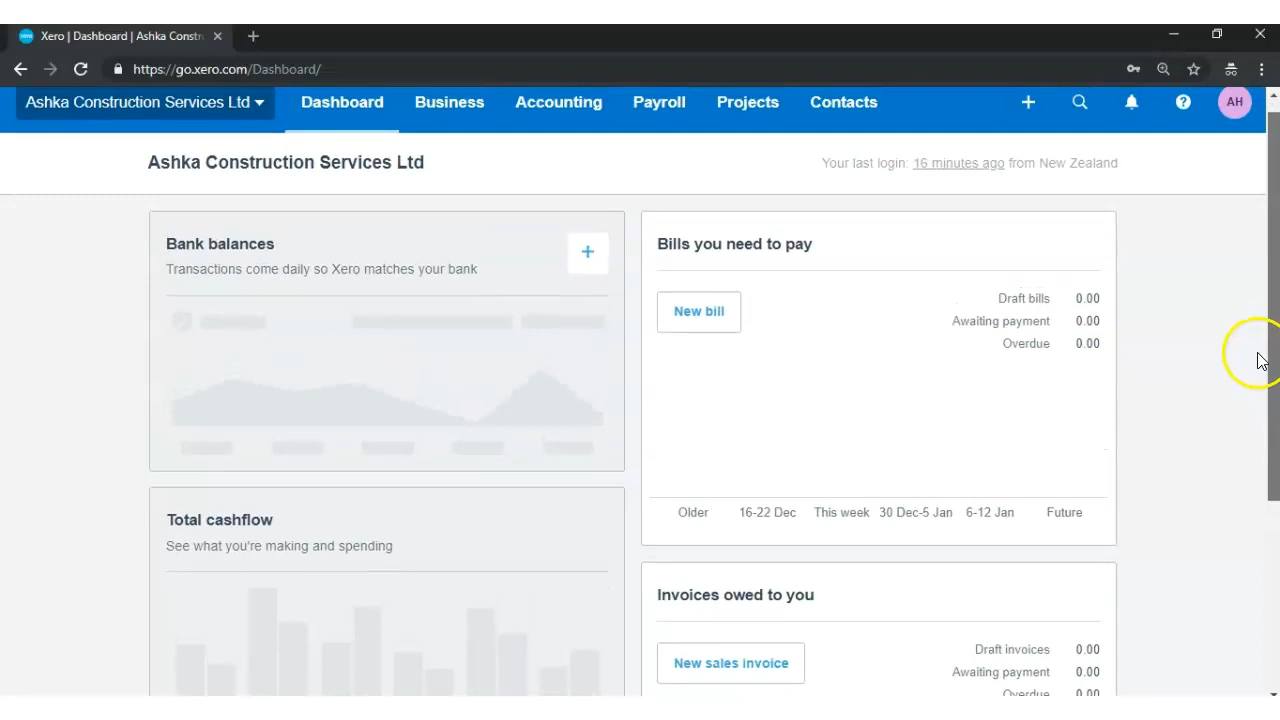 Xero | Dashboard | Ashka Constr
https://go.xero.com/Dashboard/
Ashka Construction Services Ltd Dashboard Business Accounting Payroll Projects Contacts AH
Ashka Construction Services Ltd
Your last login: 16 minutes ago from New Zealand
Bank balances
Transactions come daily so Xero matches your bank
Bills you need to pay
New bill
Draft bills 0.00
Awaiting payment 0.00
Overdue 0.00
Older 16-22 Dec This week 30 Dec-5 Jan 6-12 Jan Future
Total cashflow
See what you're making and spending
Invoices owed to you
New sales invoice
Draft invoices 0.00
Awaiting payment 0.00
Overdue 0.00